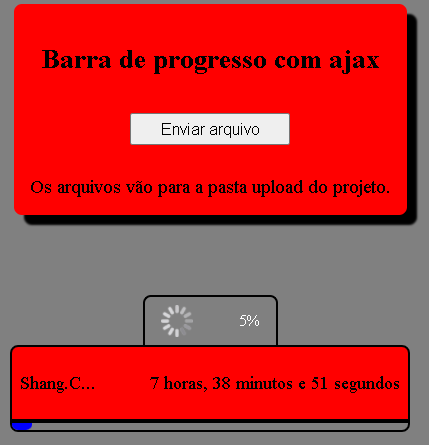 Barra de progresso com ajax
Enviar arquivo
Os arquivos vão para a pasta upload do projeto.
5%
Shang.C... 7 horas, 38 minutos e 51 segundos